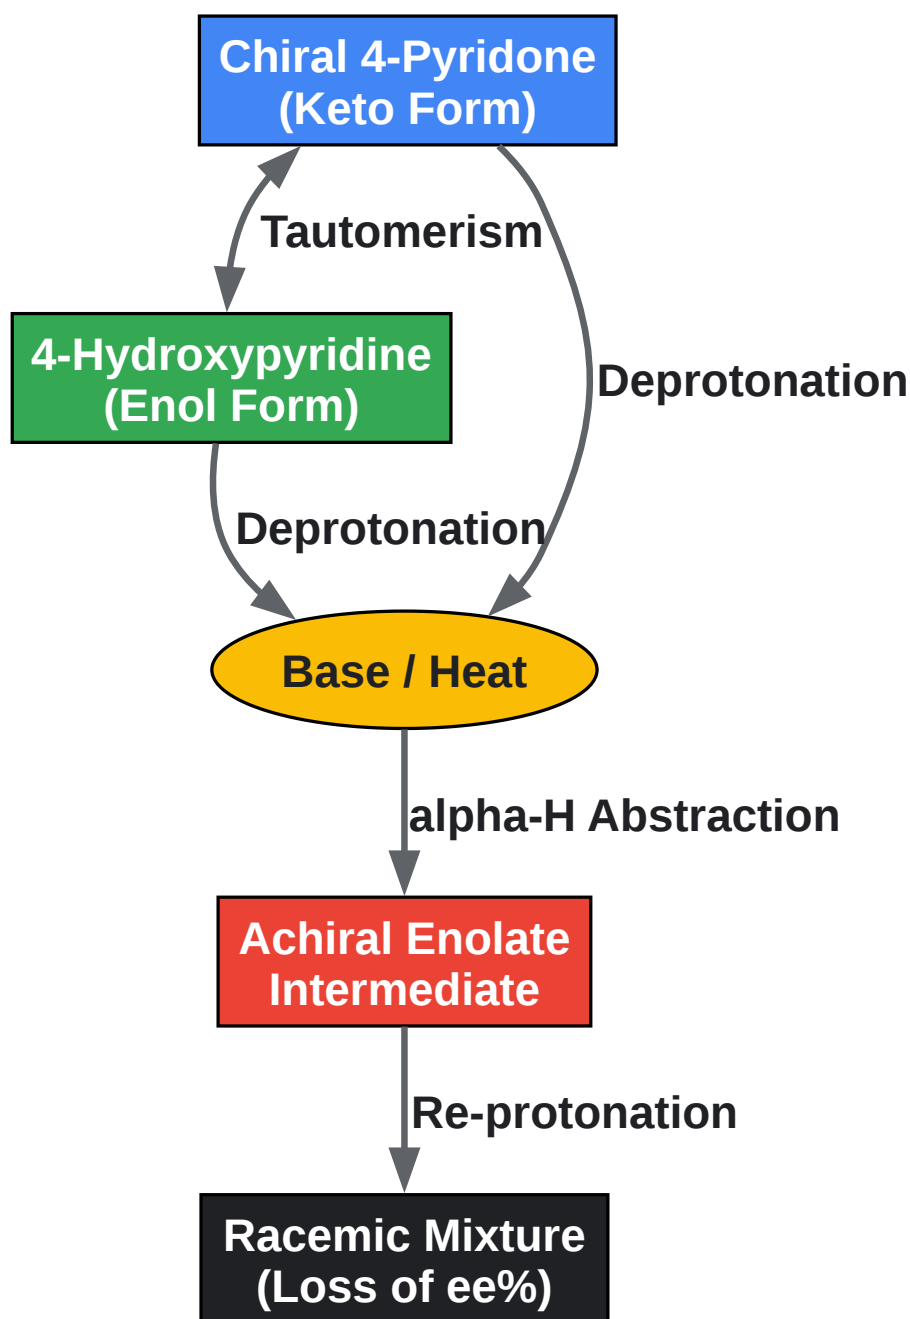 Chiral 4-Pyridone
(Keto Form)
Tautomerism
4-Hydroxypyridine
(Enol Form)
Deprotonation
Deprotonation
Base / Heat
alpha-H Abstraction
Achiral Enolate
Intermediate
Re-protonation
Racemic Mixture
(Loss of ee%)